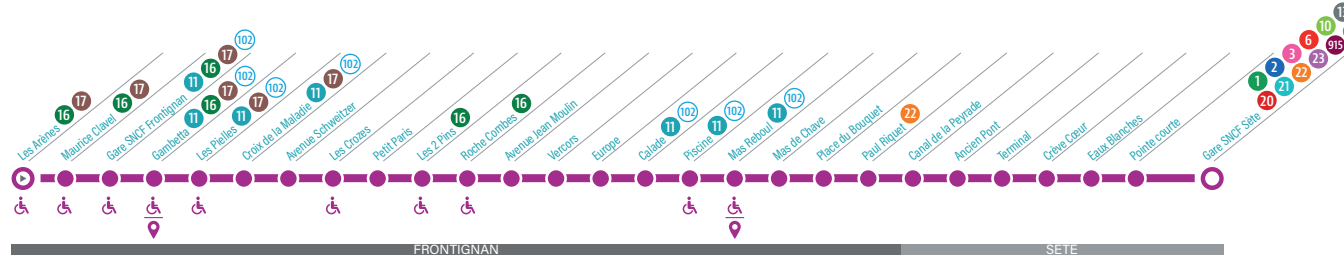 Les Arènes 16 17
Maurice Clavel 16 17
Gare SNCF Frontignan 11 16 17 102
Gambetta 11 16 17 102
Les Pielles 11 17 102
Croix de la Maladie 11 17 102
Avenue Schweitzer
Les Crozes
Petit Paris
Les 2 Pins 16
Roche Combes 16
Avenue Jean Moulin
Vercors
Europe
Calade 11 102
Piscine 11 102
Mas Reboul 11 102
Mas de Chave
Place du Bouquet
Paul Riquet 22
Canal de la Peyrade
Ancien Pont
Terminal
Crève Cœur
Eaux Blanches
Pointe courte
Gare SNCF Sète 1 2 3 6 10
20 21 22 23 915
FRONTIGNAN
SETE